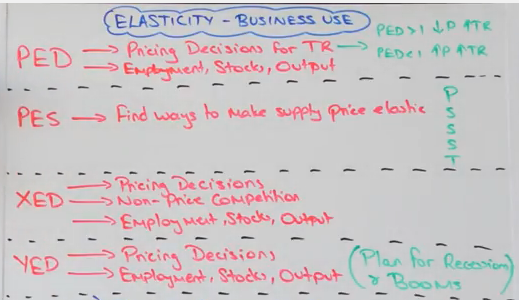 ELASTICITY - BUSINESS USE
PED → Pricing Decisions for TR → PED>1 ↓P ↑TR
PED<1 ↑P ↑TR
→ Employment, Stocks, Output
PES → Find ways to make supply price elastic
P
S
S
S
T
XED → Pricing Decisions
→ Non-Price Competition
→ Employment, Stocks, Output
YED → Pricing Decisions
→ Employment, Stocks, Output
(Plan for Recession
& Booms)